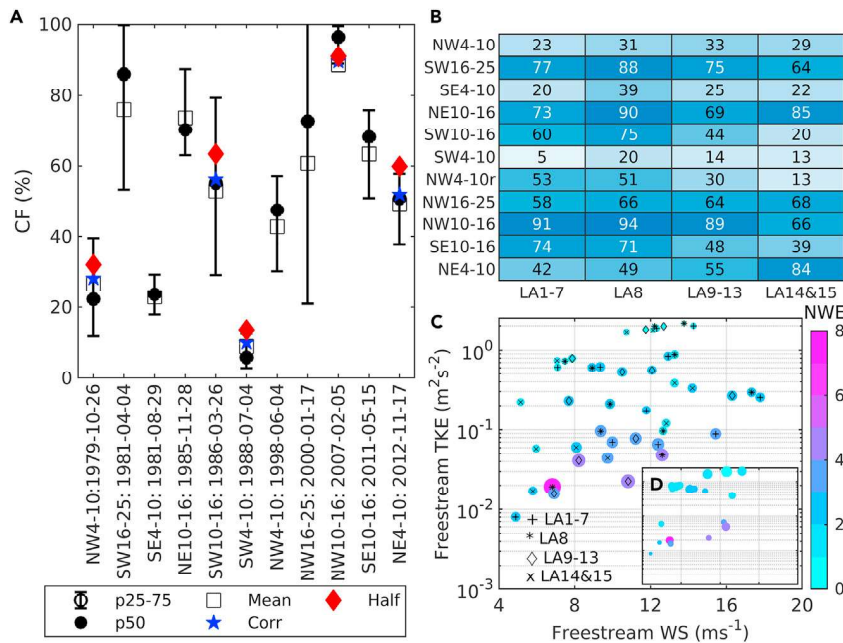 A
CF (%)
100
80
60
40
20
0
NW4-10: 1979-10-26
SW16-25: 1981-04-04
SE4-10: 1981-08-29
NE10-16: 1985-11-28
SW10-16: 1986-03-26
SW4-10: 1988-07-04
NW4-10: 1998-06-04
NW16-25: 2000-01-17
NW10-16: 2007-02-05
SE10-16: 2011-05-15
NE4-10: 2012-11-17
p25-75 Mean Half
p50 Corr
B
NW4-10 23 31 33 29
SW16-25 77 88 75 64
SE4-10 20 39 25 22
NE10-16 73 90 69 85
SW10-16 60 75 44 20
SW4-10 5 20 14 13
NW4-10r 53 51 30 13
NW16-25 58 66 64 68
NW10-16 91 94 89 66
SE10-16 74 71 48 39
NE4-10 42 49 55 84
LA1-7 LA8 LA9-13 LA14&15
C
Freestream TKE (m²s⁻²)
10⁰
10⁻¹
10⁻²
10⁻³
+ LA1-7
* LA8
◇ LA9-13
× LA14&15
D
4 8 12 16 20
Freestream WS (ms⁻¹)
NWE
8
6
4
2
0